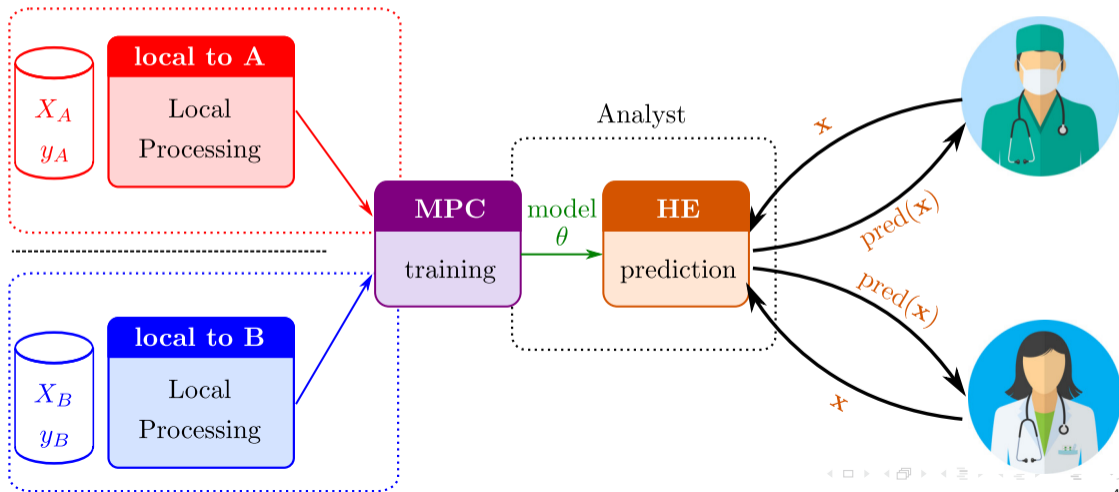 local to A
X_A
y_A
Local
Processing
Analyst
x
pred(x)
MPC
training
model
θ
HE
prediction
pred(x)
x
local to B
X_B
y_B
Local
Processing